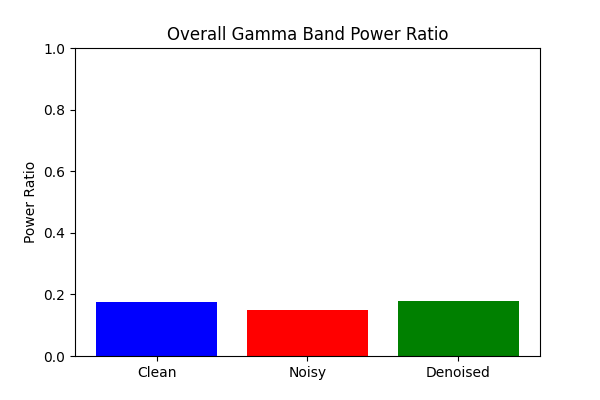 Overall Gamma Band Power Ratio
1.0
0.8
0.6
0.4
0.2
0.0
Power Ratio
Clean
Noisy
Denoised